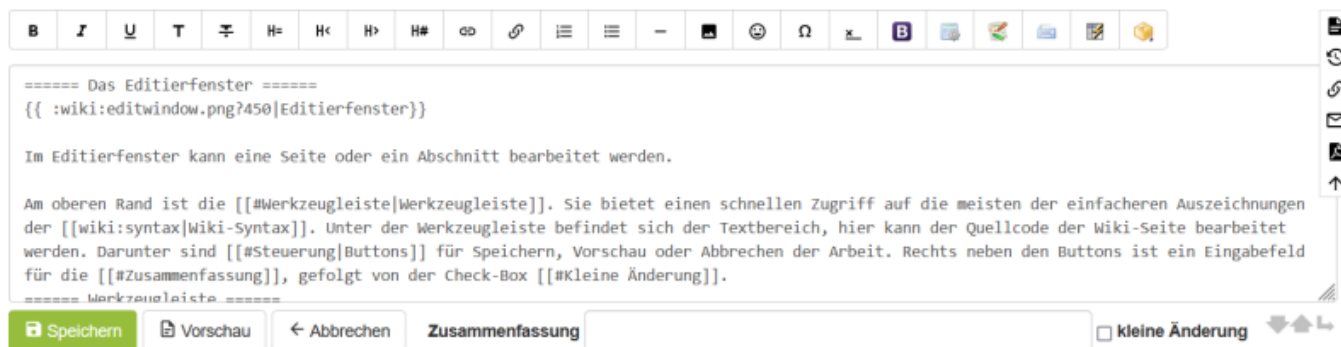 B I U T T H= H< H> H# Ω x B
====== Das Editierfenster ======
{{ :wiki:editwindow.png?450|Editierfenster}}
Im Editierfenster kann eine Seite oder ein Abschnitt bearbeitet werden.
Am oberen Rand ist die [[#Werkzeugleiste|Werkzeugleiste]]. Sie bietet einen schnellen Zugriff auf die meisten der einfacheren Auszeichnungen
der [[wiki:syntax|Wiki-Syntax]]. Unter der Werkzeugleiste befindet sich der Textbereich, hier kann der Quellcode der Wiki-Seite bearbeitet
werden. Darunter sind [[#Steuerung|Buttons]] für Speichern, Vorschau oder Abbrechen der Arbeit. Rechts neben den Buttons ist ein Eingabefeld
für die [[#Zusammenfassung]], gefolgt von der Check-Box [[#Kleine Änderung]].
====== Werkzeugleiste ======
Speichern Vorschau Abbrechen Zusammenfassung kleine Änderung